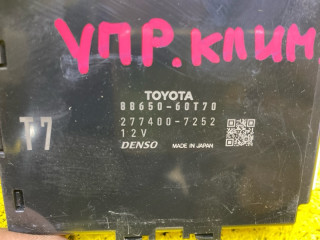 УПР.КЛИМ.
TOYOTA
88650-60T70
277400-7252
12V
DENSO MADE IN JAPAN
T7